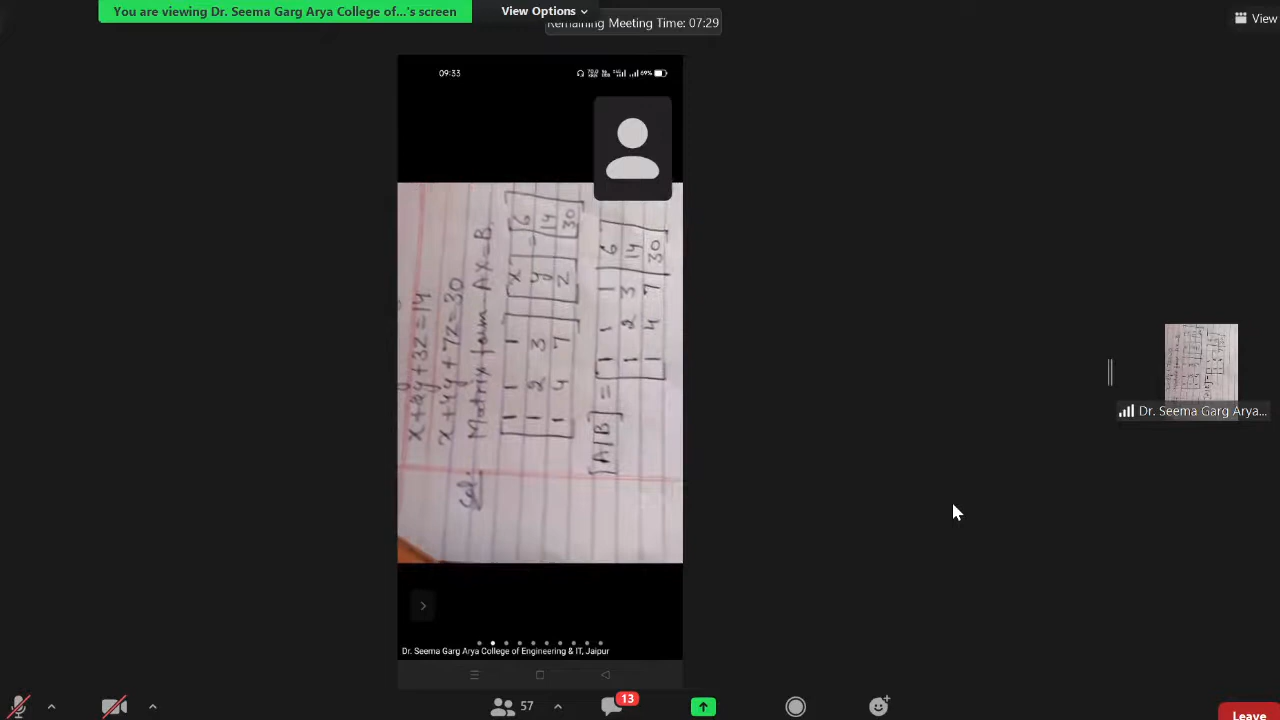 You are viewing Dr. Seema Garg Arya College of...'s screen
View Options
Remaining Meeting Time: 07:29
View
09:33
69%
x+2y+3z=14
x+4y+7z=30
Sol. Matrix form – AX=B.
[1 1 1] [x] = [6]
[1 2 3] [y] [14]
[1 4 7] [z] [30]
[A|B] = [1 1 1 | 6]
[1 2 3 | 14]
[1 4 7 | 30]
Dr. Seema Garg Arya...
Dr. Seema Garg Arya College of Engineering & IT, Jaipur
57
13
Leave